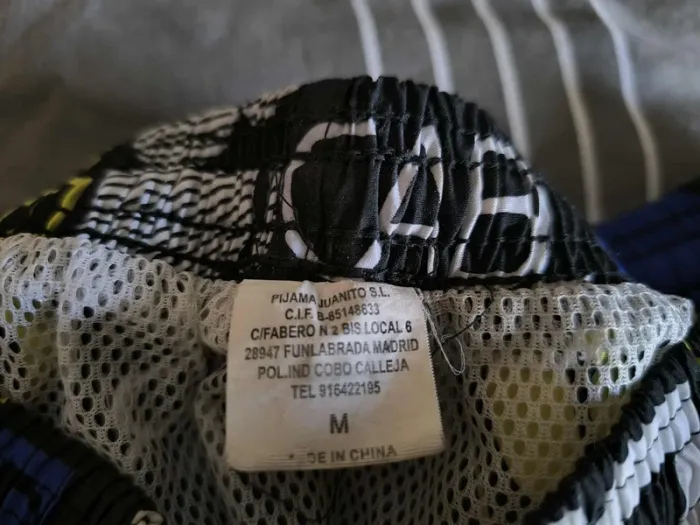 PIJAMA JUANITO S.L.
C.I.F. B-85148633
C/FABERO N 2 BIS LOCAL 6
28947 FUNLABRADA MADRID
POL.IND COBO CALLEJA
TEL 916422195
M
DE IN CHINA